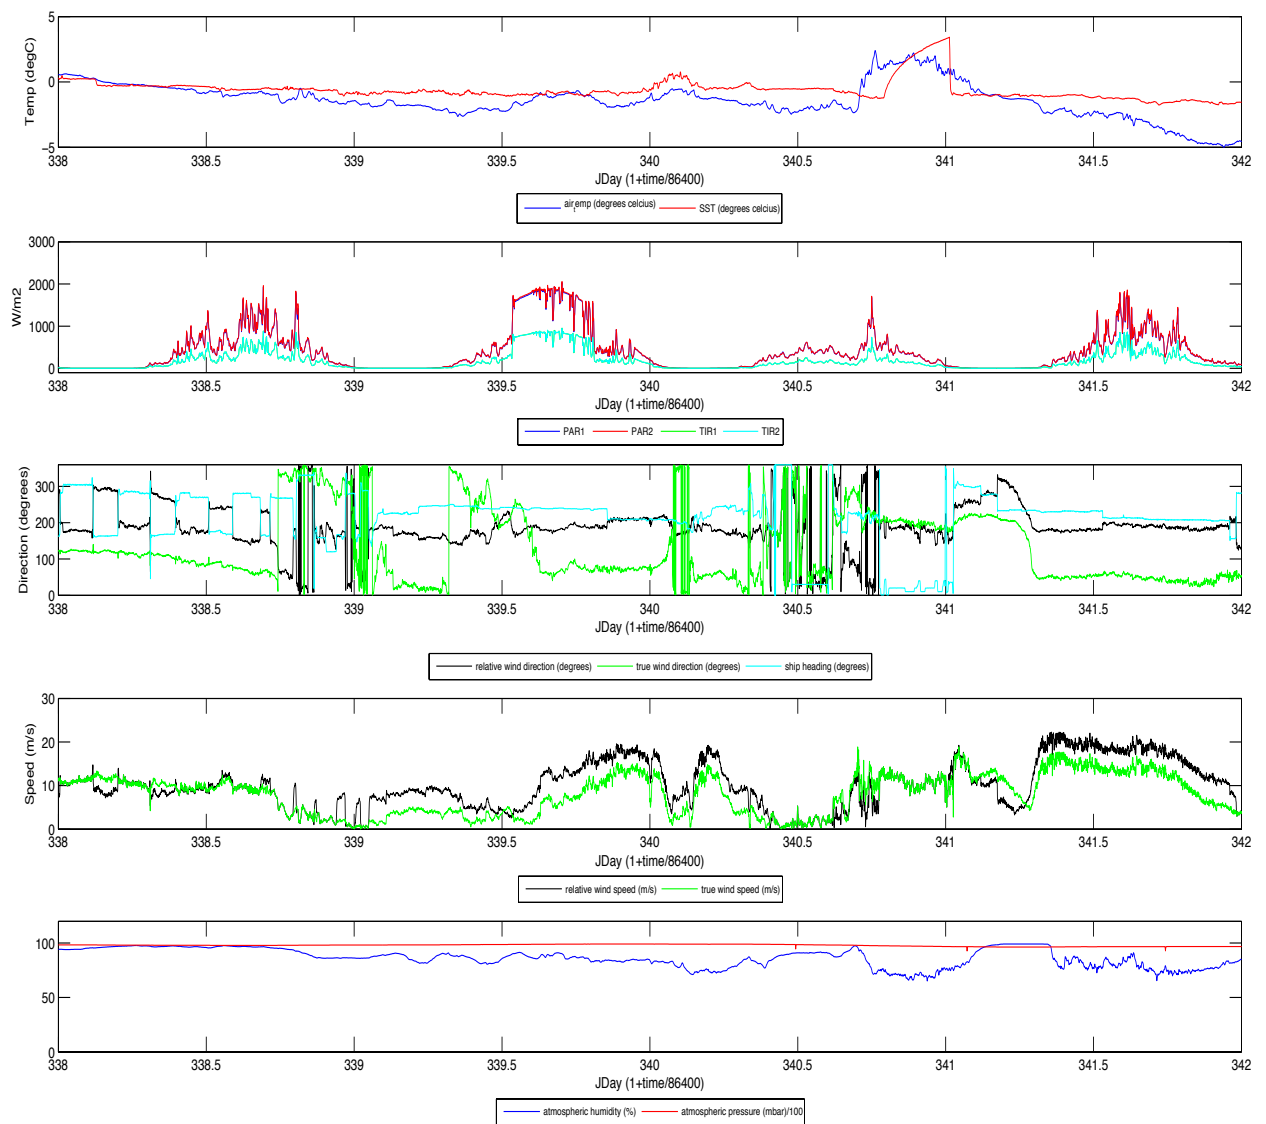 5
0
−5
Temp (degC)
338 338.5 339 339.5 340 340.5 341 341.5 342
JDay (1+time/86400)
air_temp (degrees celcius) SST (degrees celcius)
3000
2000
1000
0
W/m2
338 338.5 339 339.5 340 340.5 341 341.5 342
JDay (1+time/86400)
PAR1 PAR2 TIR1 TIR2
300
200
100
0
Direction (degrees)
338 338.5 339 339.5 340 340.5 341 341.5 342
JDay (1+time/86400)
relative wind direction (degrees) true wind direction (degrees) ship heading (degrees)
30
20
10
0
Speed (m/s)
338 338.5 339 339.5 340 340.5 341 341.5 342
JDay (1+time/86400)
relative wind speed (m/s) true wind speed (m/s)
100
50
0
338 338.5 339 339.5 340 340.5 341 341.5 342
JDay (1+time/86400)
atmospheric humidity (%) atmospheric pressure (mbar)/100